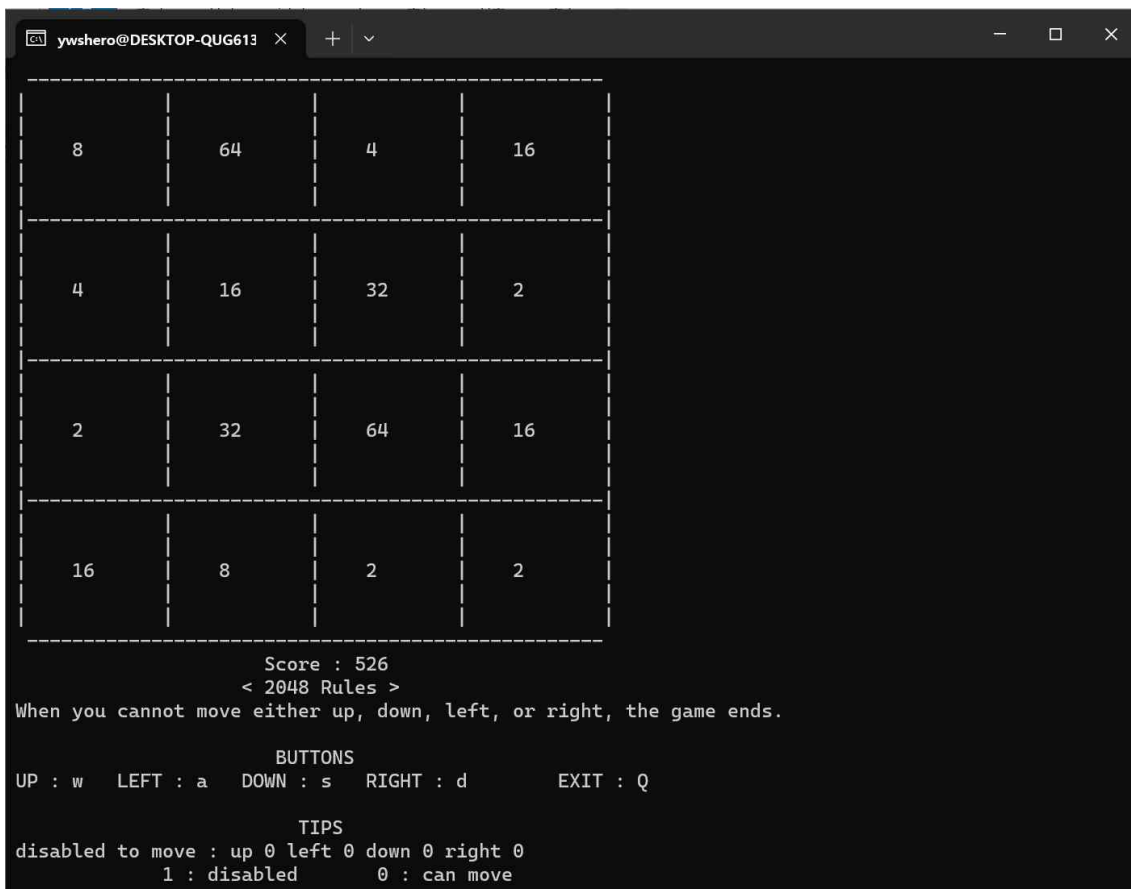 ywshero@DESKTOP-QUG613
8 64 4 16
4 16 32 2
2 32 64 16
16 8 2 2
Score : 526
< 2048 Rules >
When you cannot move either up, down, left, or right, the game ends.
BUTTONS
UP : w LEFT : a DOWN : s RIGHT : d EXIT : Q
TIPS
disabled to move : up 0 left 0 down 0 right 0
1 : disabled 0 : can move